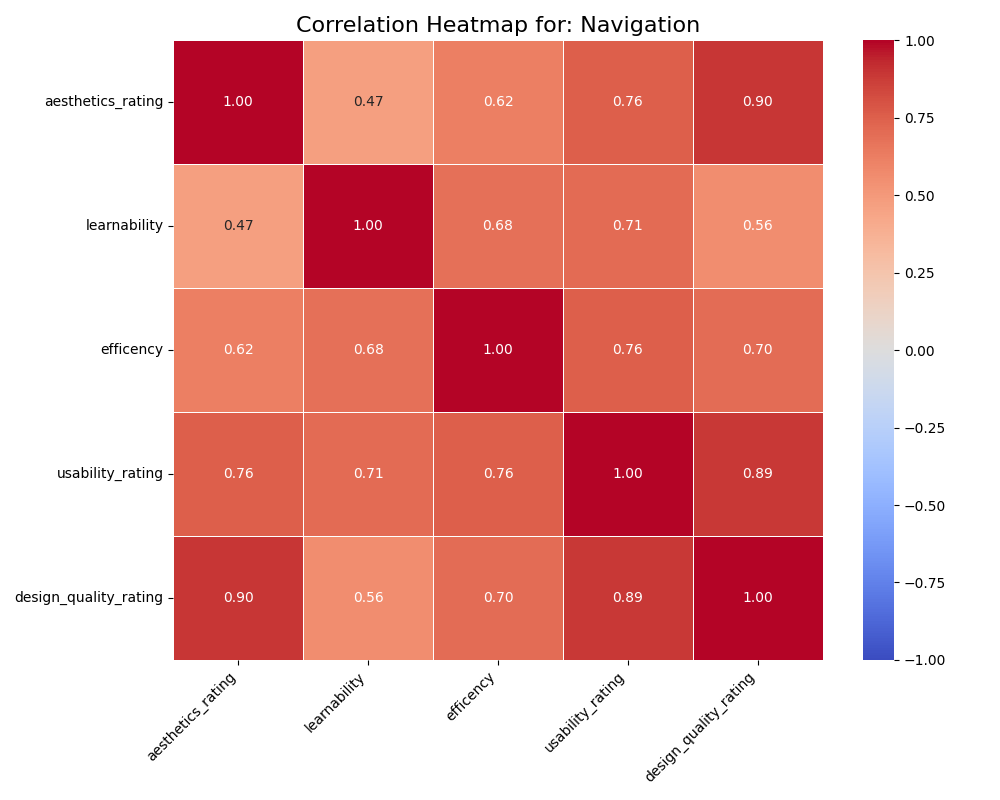 Correlation Heatmap for: Navigation
aesthetics_rating 1.00 0.47 0.62 0.76 0.90
learnability 0.47 1.00 0.68 0.71 0.56
efficency 0.62 0.68 1.00 0.76 0.70
usability_rating 0.76 0.71 0.76 1.00 0.89
design_quality_rating 0.90 0.56 0.70 0.89 1.00
aesthetics_rating
learnability
efficency
usability_rating
design_quality_rating
1.00
0.75
0.50
0.25
0.00
−0.25
−0.50
−0.75
−1.00